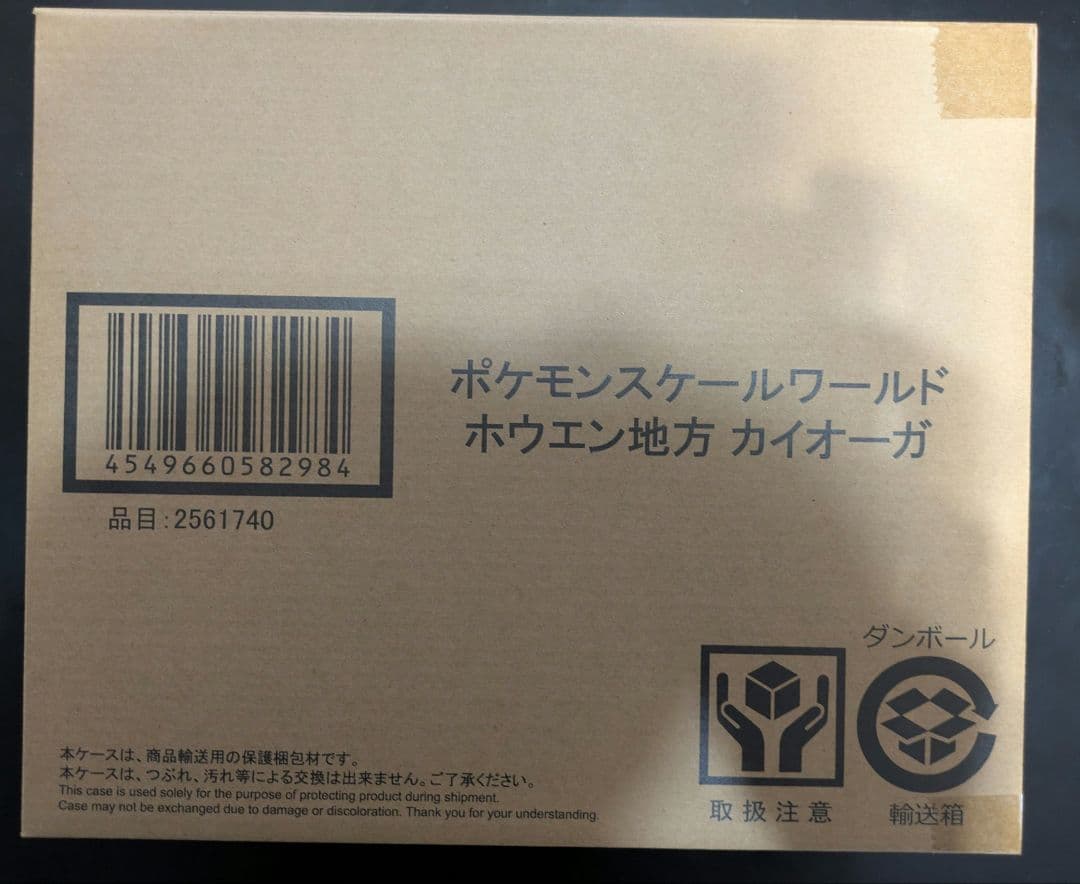 4549660582984
品目:2561740
ポケモンスケールワールド
ホウエン地方 カイオーガ
ダンボール
取扱注意
輸送箱
本ケースは、商品輸送用の保護梱包材です。
本ケースは、つぶれ、汚れ等による交換は出来ません。ご了承ください。
This case is used solely for the purpose of protecting product during shipment.
Case may not be exchanged due to damage or discoloration. Thank you for your understanding.